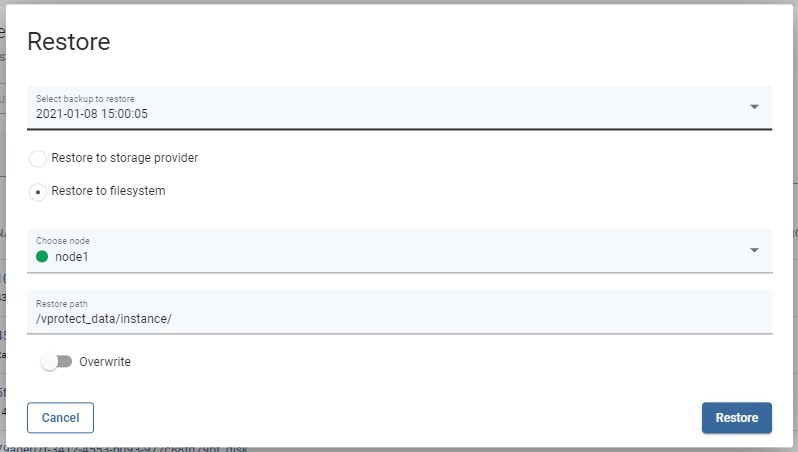 Restore
Select backup to restore
2021-01-08 15:00:05
Restore to storage provider
Restore to filesystem
Choose node
node1
Restore path
/vprotect_data/instance/
Overwrite
Cancel
Restore